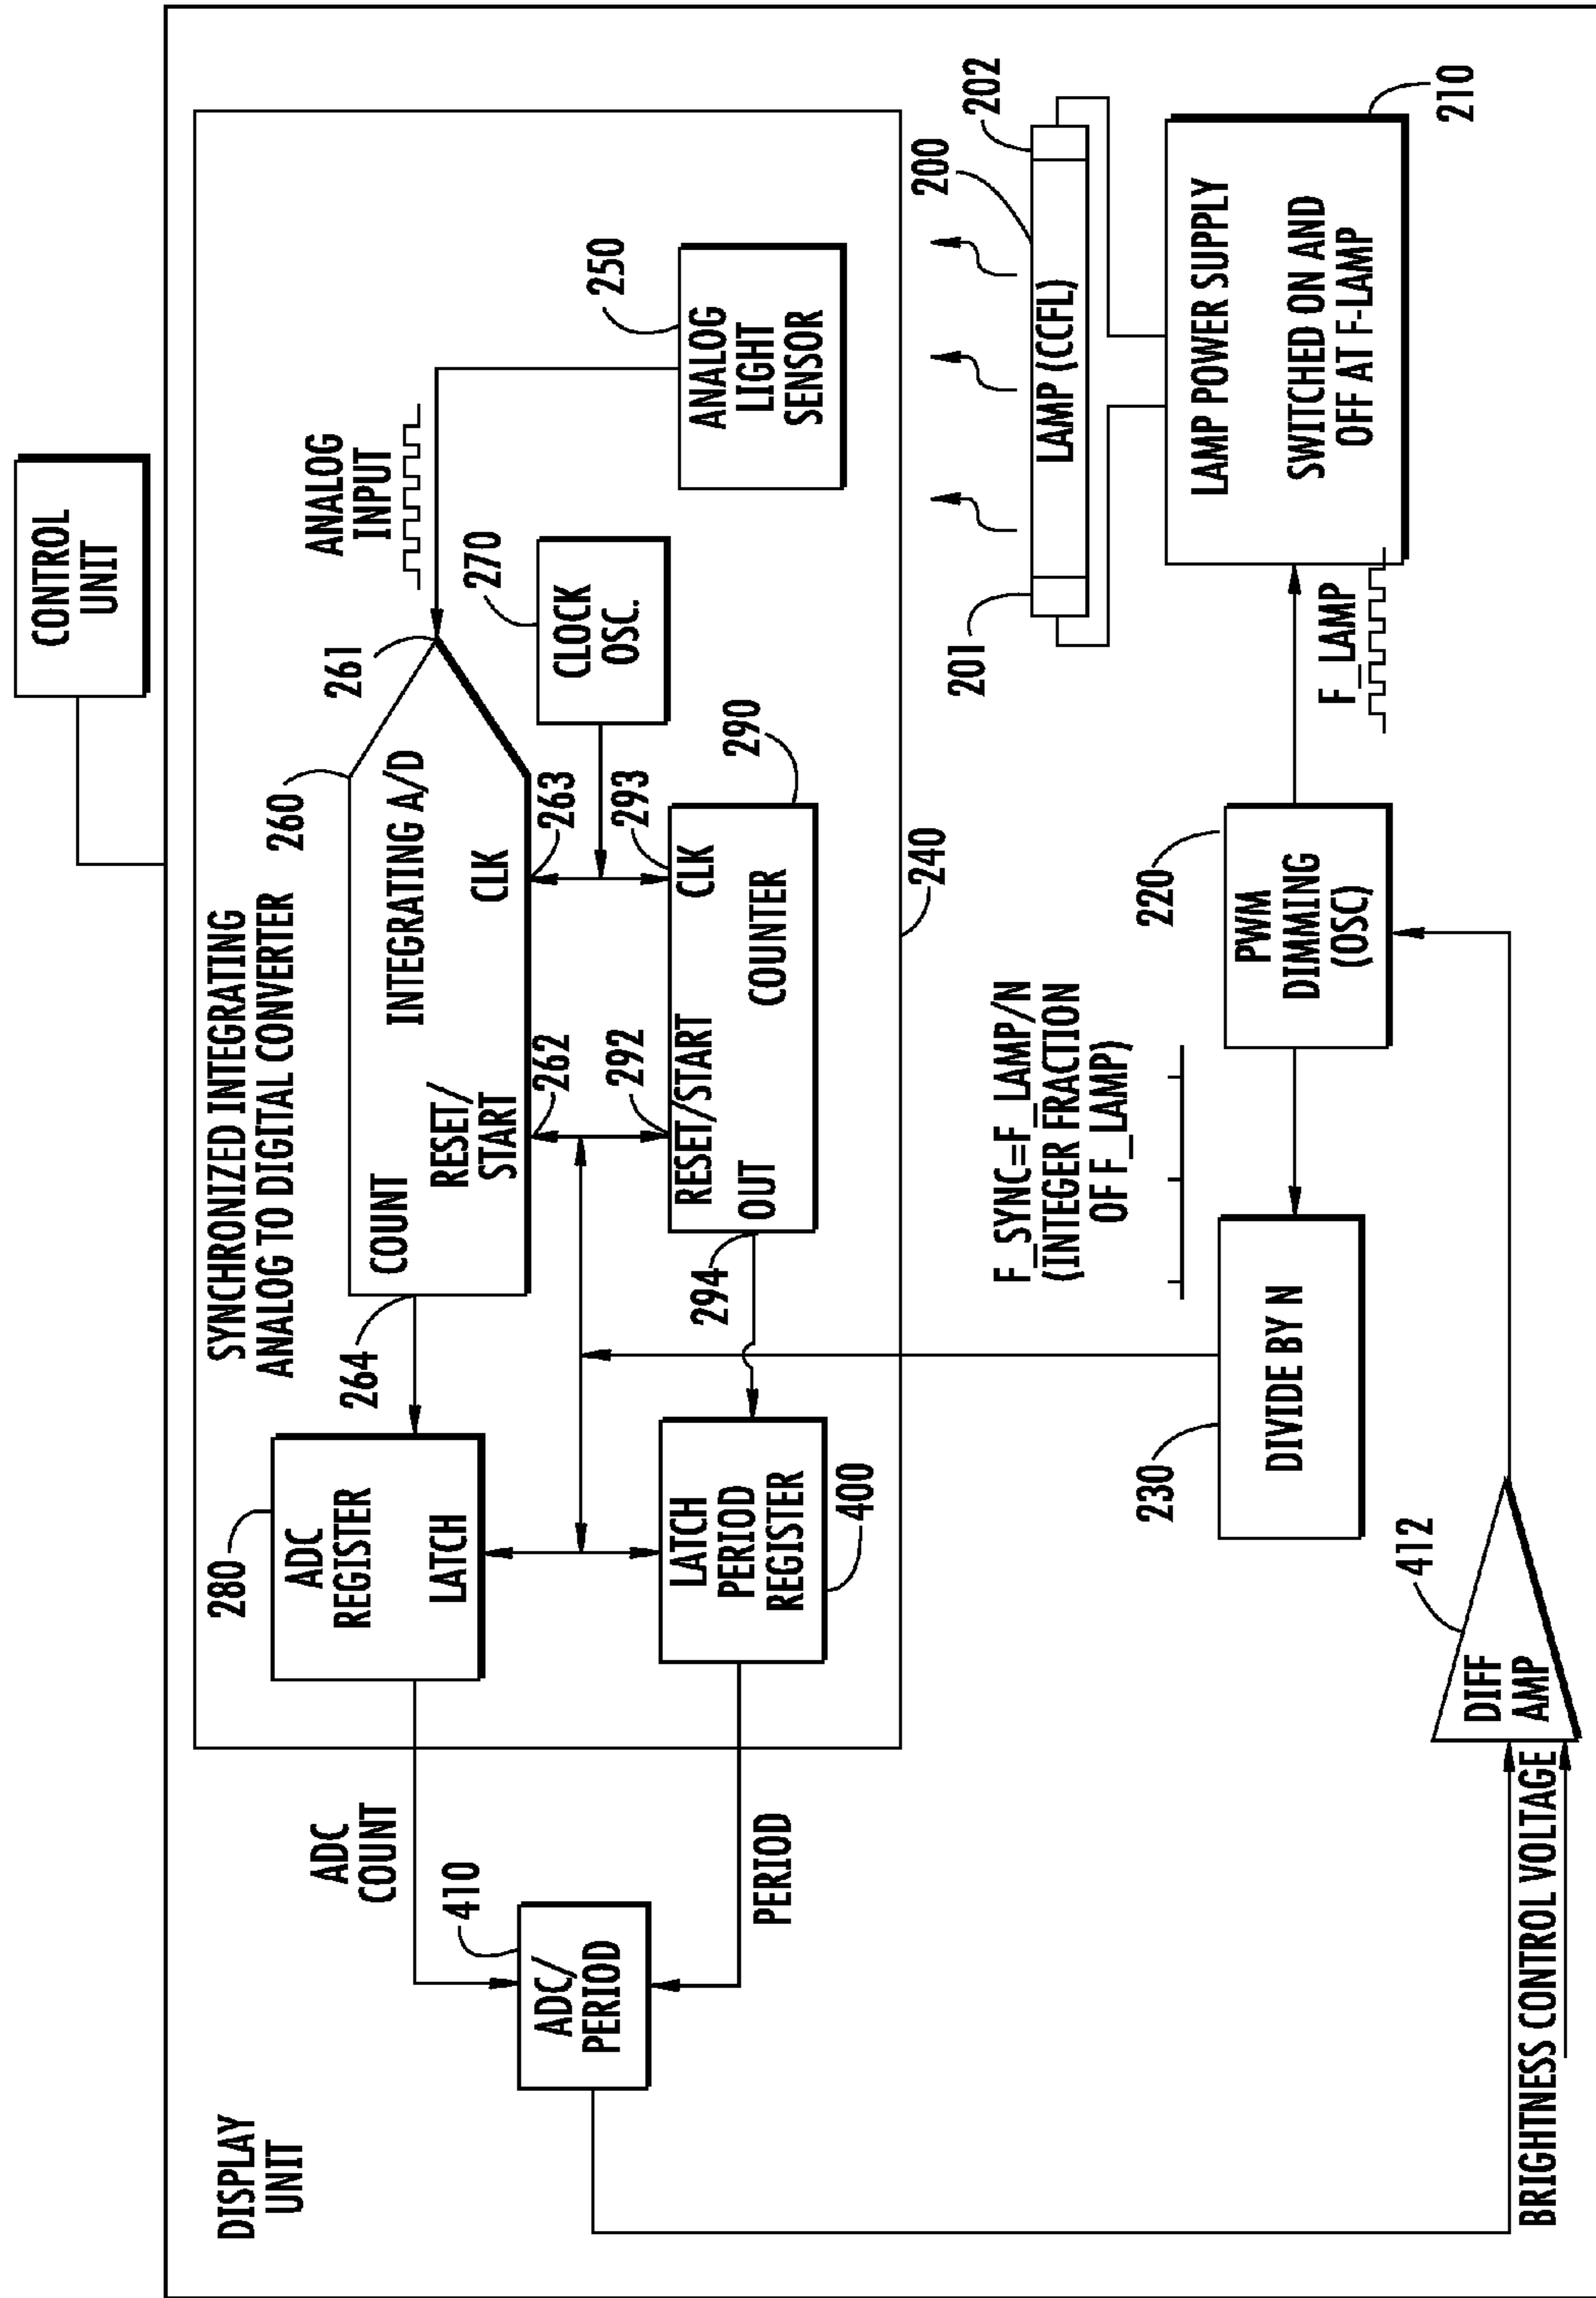 CONTROL
UNIT
DISPLAY
UNIT
SYNCHRONIZED INTEGRATING
ANALOG TO DIGITAL CONVERTER
280
ADC
REGISTER
LATCH
264
COUNT
RESET/
START
INTEGRATING A/D
CLK
260
261
262
263
ANALOG
INPUT
250
ANALOG
LIGHT
SENSOR
270
CLOCK
OSC.
ADC
COUNT
410
ADC/
PERIOD
PERIOD
LATCH
PERIOD
REGISTER
400
294
292
293
290
RESET/START
CLK
OUT
COUNTER
240
200
201
202
LAMP (CCFL)
F_SYNC=F_LAMP/N
(INTEGER FRACTION
OF F_LAMP)
230
DIVIDE BY N
220
PWM
DIMMING
(OSC)
F_LAMP
LAMP POWER SUPPLY
SWITCHED ON AND
OFF AT F-LAMP
210
412
DIFF
AMP
BRIGHTNESS CONTROL VOLTAGE